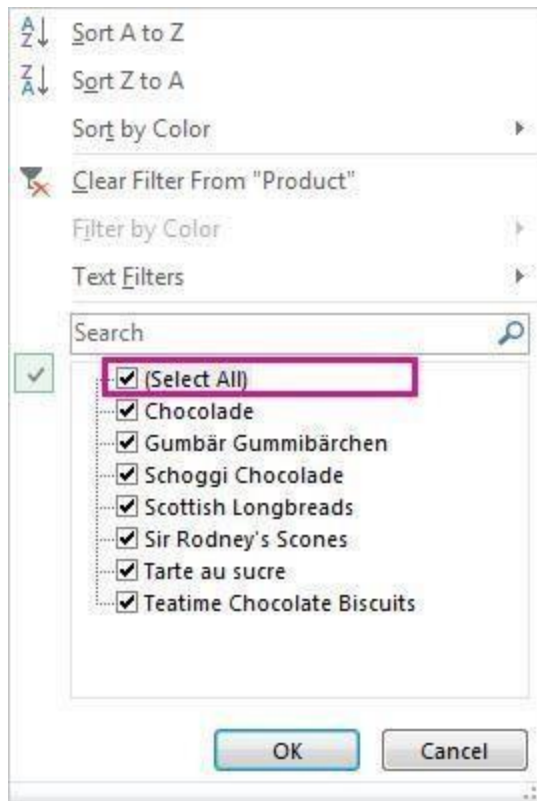 Sort A to Z
Sort Z to A
Sort by Color
Clear Filter From "Product"
Filter by Color
Text Filters
Search
(Select All)
Chocolade
Gumbär Gummibärchen
Schoggi Chocolade
Scottish Longbreads
Sir Rodney's Scones
Tarte au sucre
Teatime Chocolate Biscuits
OK
Cancel